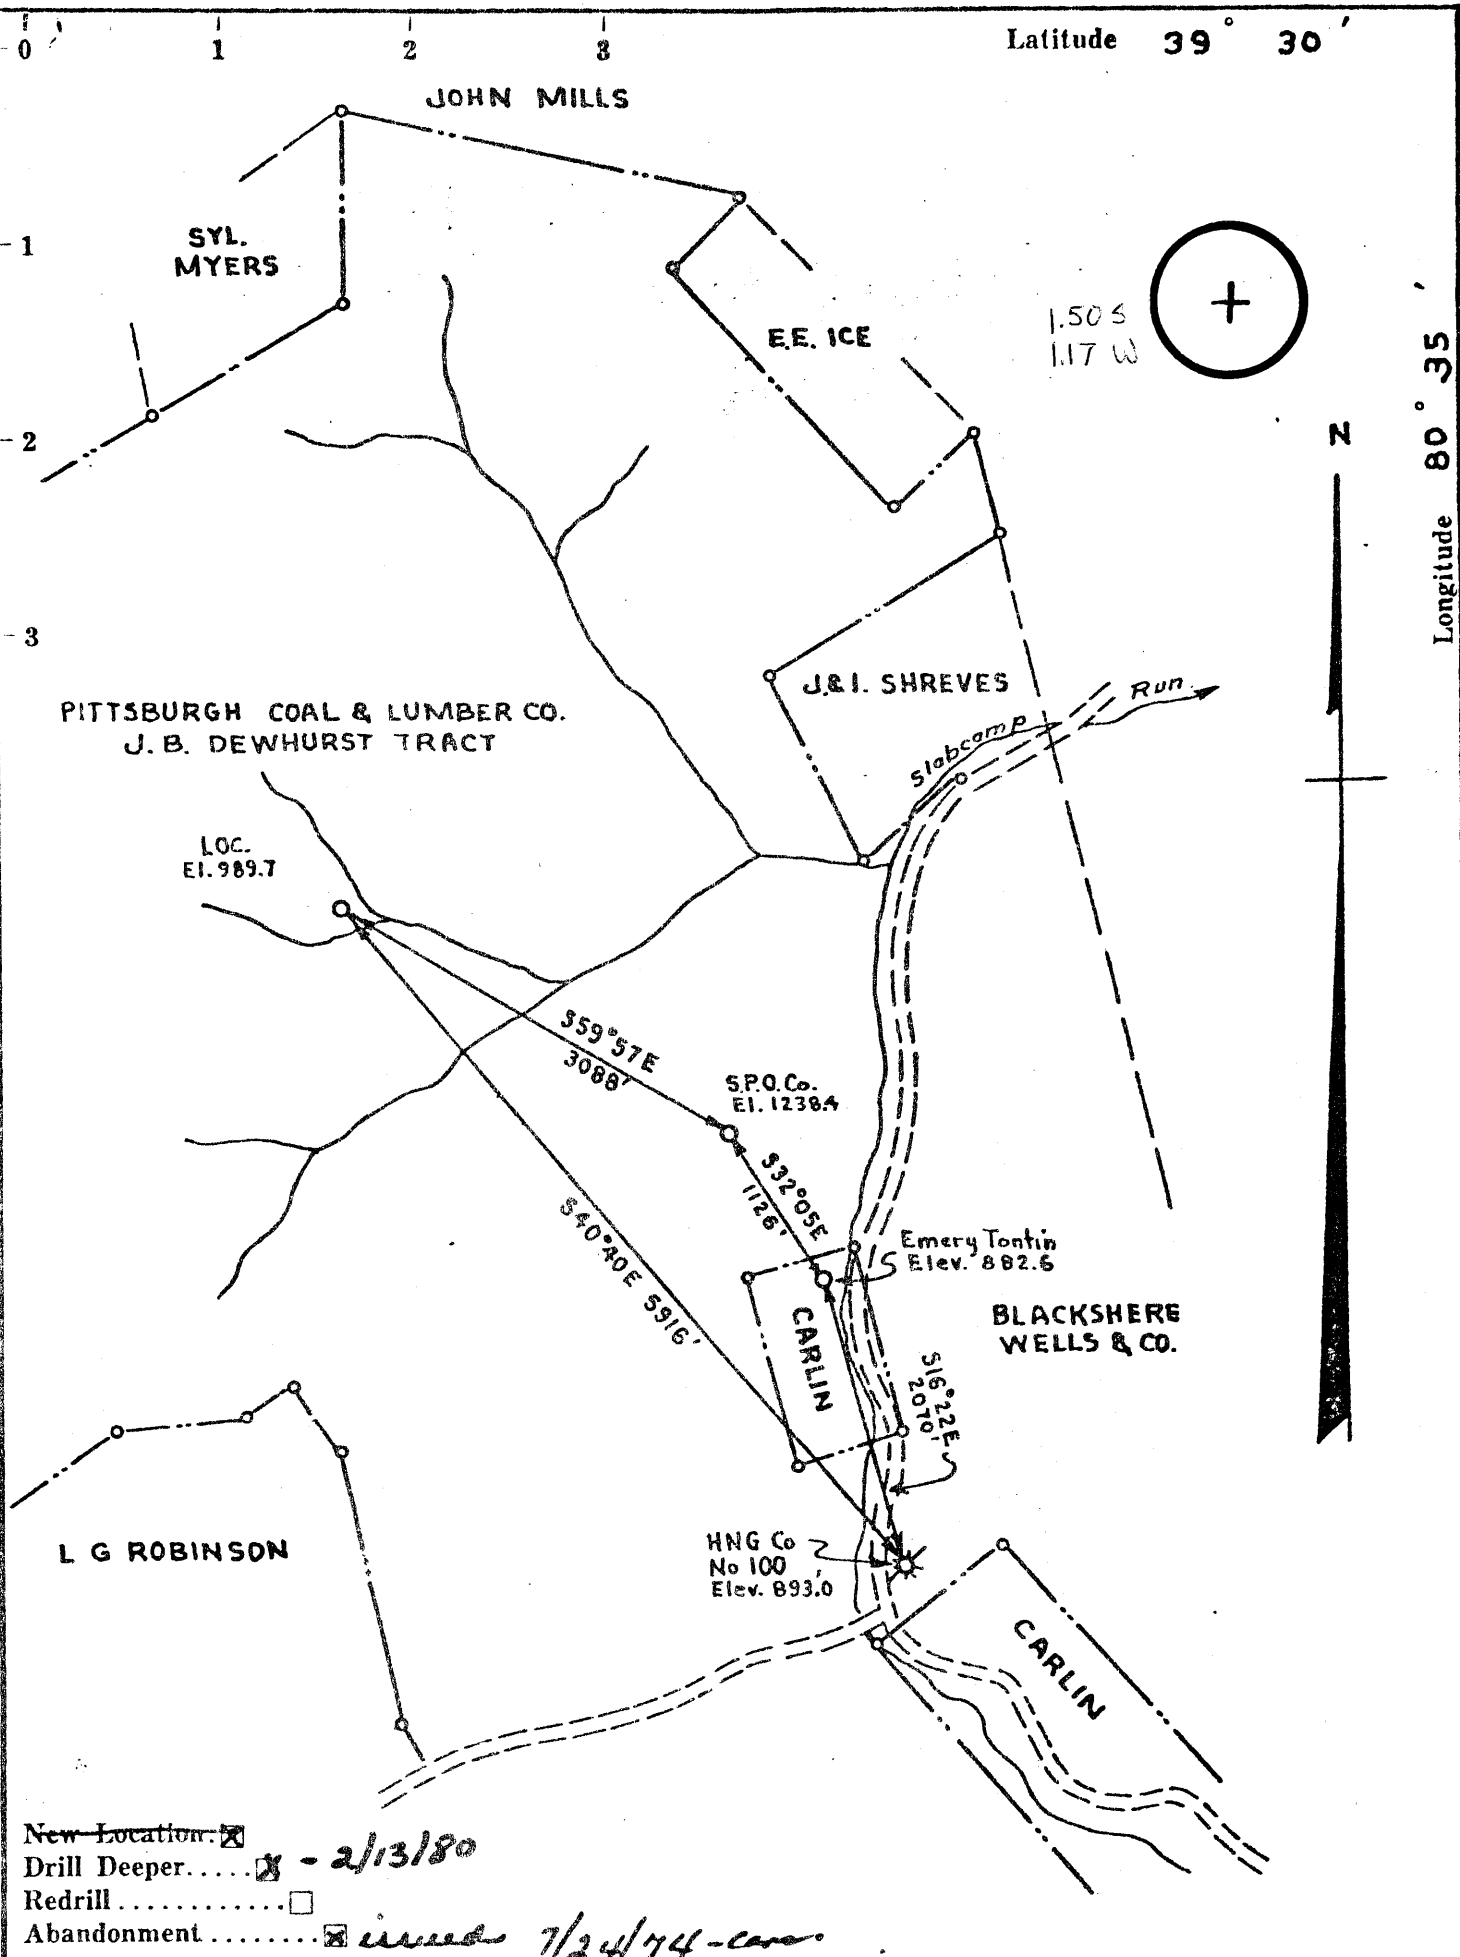 0 1 2 3 Latitude 39° 30'
JOHN MILLS
SYL.
MYERS
1
E.E. ICE
1.50 S
1.17 W
+
Longitude 80° 35'
N
2
3
J.&I. SHREVES
Slabcamp Run
PITTSBURGH COAL & LUMBER CO.
J. B. DEWHURST TRACT
LOC.
El. 989.7
S59°57E
3088'
S.P.O.Co.
El. 1238.4
S32°05E
1126'
S40°40E 5916'
Emery Tontin
Elev. 882.6
CARLIN
BLACKSHERE
WELLS & CO.
S16°22E
2070'
L G ROBINSON
HNG Co
No 100
Elev. 893.0
CARLIN
New Location. ☒
Drill Deeper..... ☒ - 2/13/80
Redrill ............ ☐
Abandonment ........ ☒ issued 7/24/74-